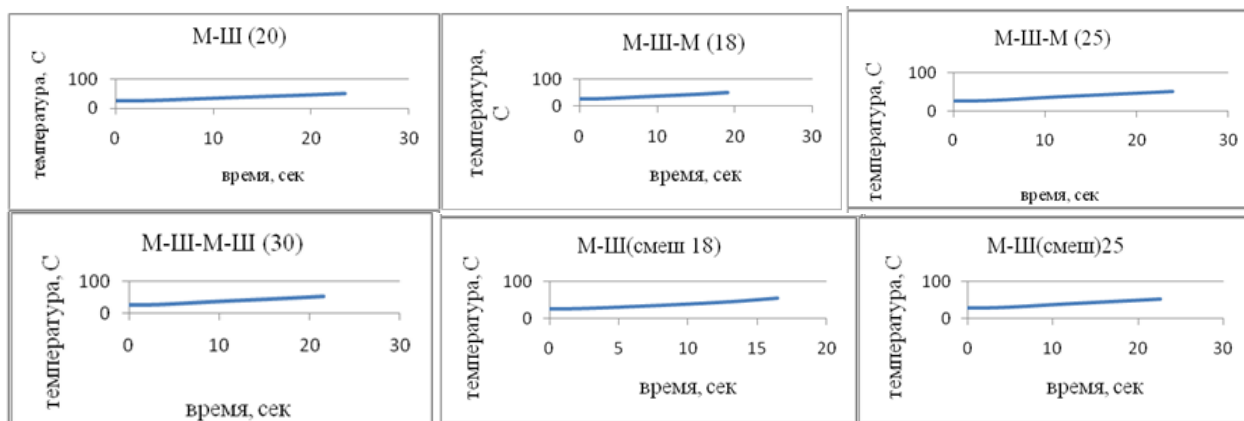 М-Ш (20)
температура, С
100
0
0 10 20 30
время, сек
М-Ш-М (18)
температура, С
100
0
0 10 20 30
время, сек
М-Ш-М (25)
температура, С
100
0
0 10 20 30
время, сек
М-Ш-М-Ш (30)
температура, С
100
0
0 10 20 30
время, сек
М-Ш(смеш 18)
температура, С
100
0
0 5 10 15 20
время, сек
М-Ш(смеш)25
температура, С
100
0
0 10 20 30
время, сек